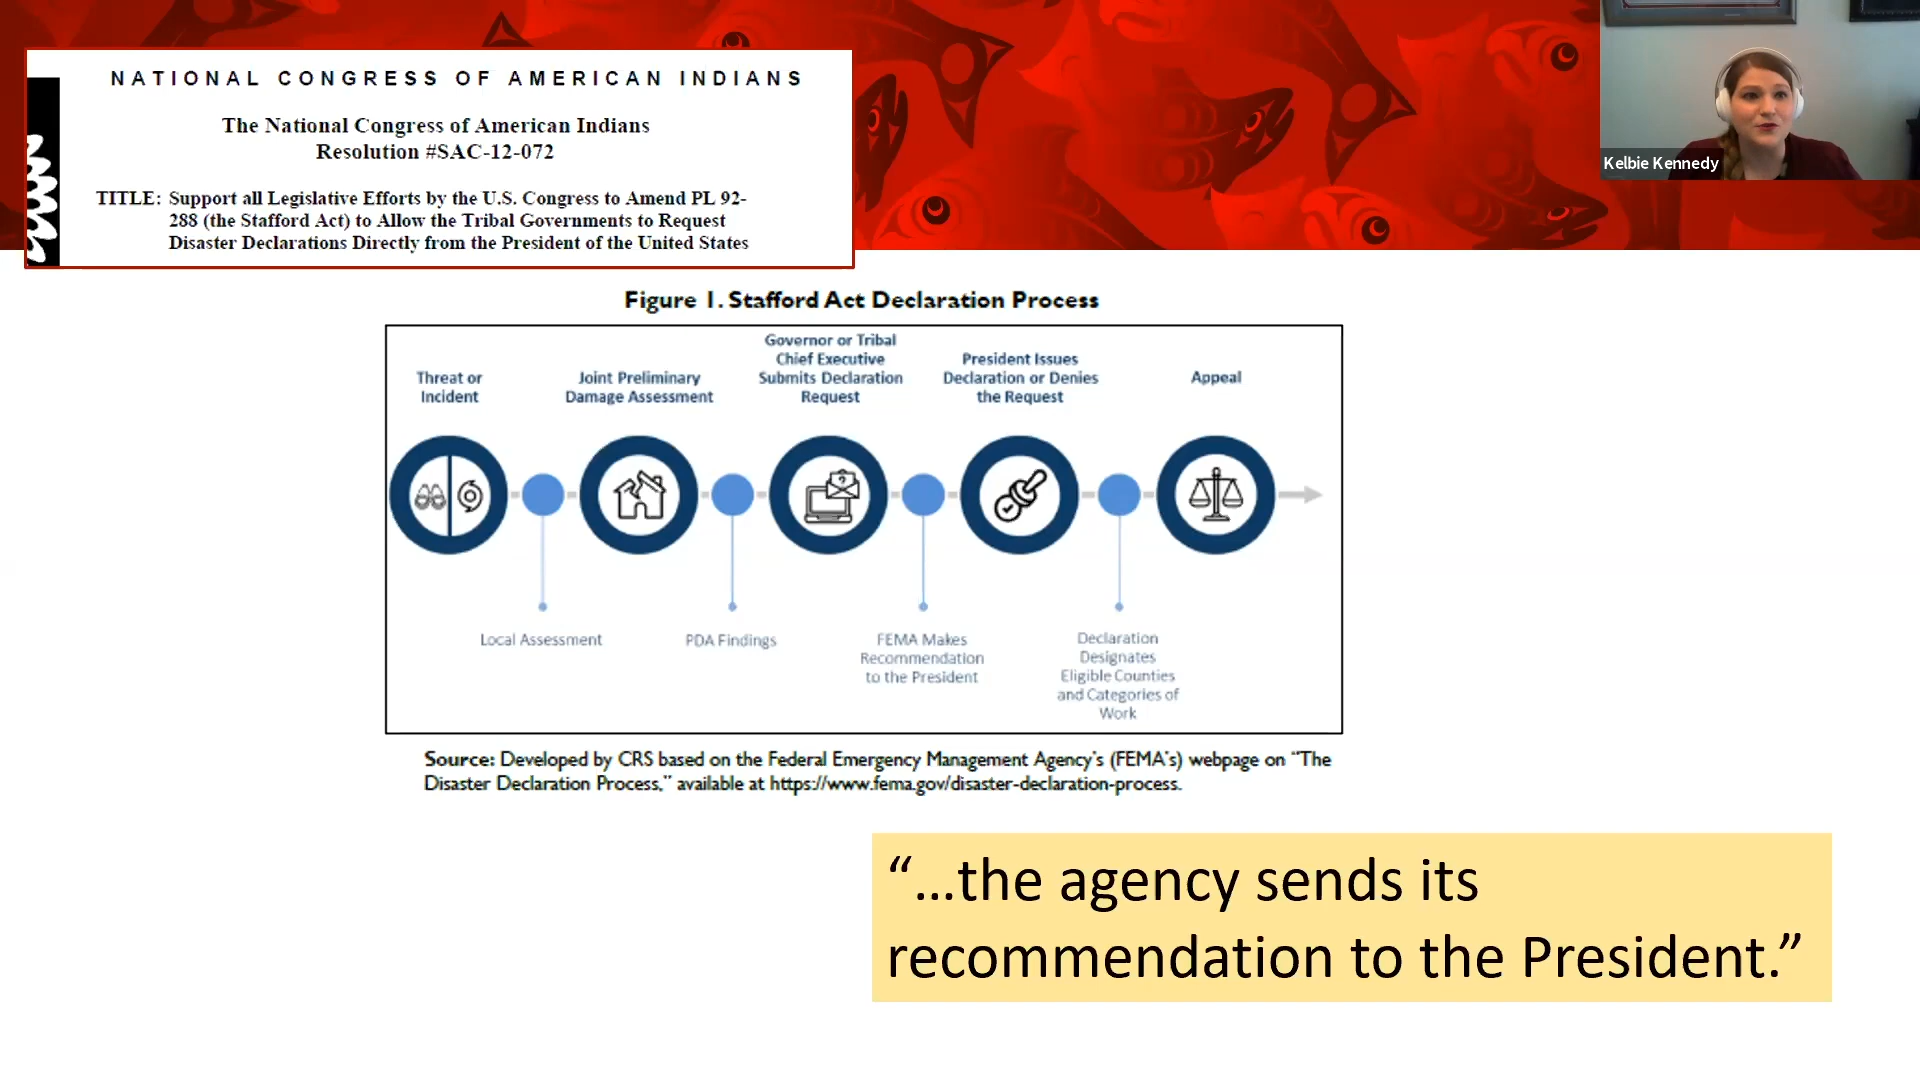 NATIONAL CONGRESS OF AMERICAN INDIANS
The National Congress of American Indians
Resolution #SAC-12-072
TITLE: Support all Legislative Efforts by the U.S. Congress to Amend PL 92-
288 (the Stafford Act) to Allow the Tribal Governments to Request
Disaster Declarations Directly from the President of the United States
Kelbie Kennedy
Figure 1. Stafford Act Declaration Process
Threat or
Incident
Joint Preliminary
Damage Assessment
Governor or Tribal
Chief Executive
Submits Declaration
Request
President Issues
Declaration or Denies
the Request
Appeal
Local Assessment
PDA Findings
FEMA Makes
Recommendation
to the President
Declaration
Designates
Eligible Counties
and Categories of
Work
Source: Developed by CRS based on the Federal Emergency Management Agency's (FEMA's) webpage on "The
Disaster Declaration Process," available at https://www.fema.gov/disaster-declaration-process.
“...the agency sends its
recommendation to the President.”